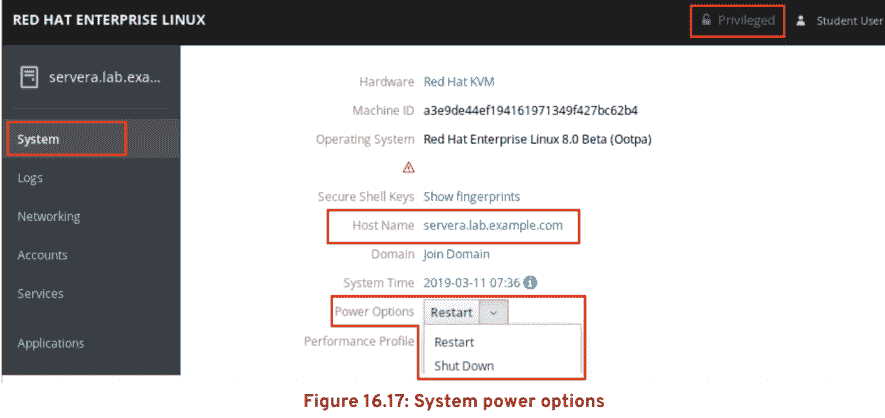 RED HAT ENTERPRISE LINUX
Privileged
Student User
servera.lab.exa...
System
Logs
Networking
Accounts
Services
Applications
Hardware Red Hat KVM
Machine ID a3e9de44ef194161971349f427bc62b4
Operating System Red Hat Enterprise Linux 8.0 Beta (Ootpa)
Secure Shell Keys Show fingerprints
Host Name servera.lab.example.com
Domain Join Domain
System Time 2019-03-11 07:36
Power Options Restart
Restart
Shut Down
Performance Profile
Figure 16.17: System power options